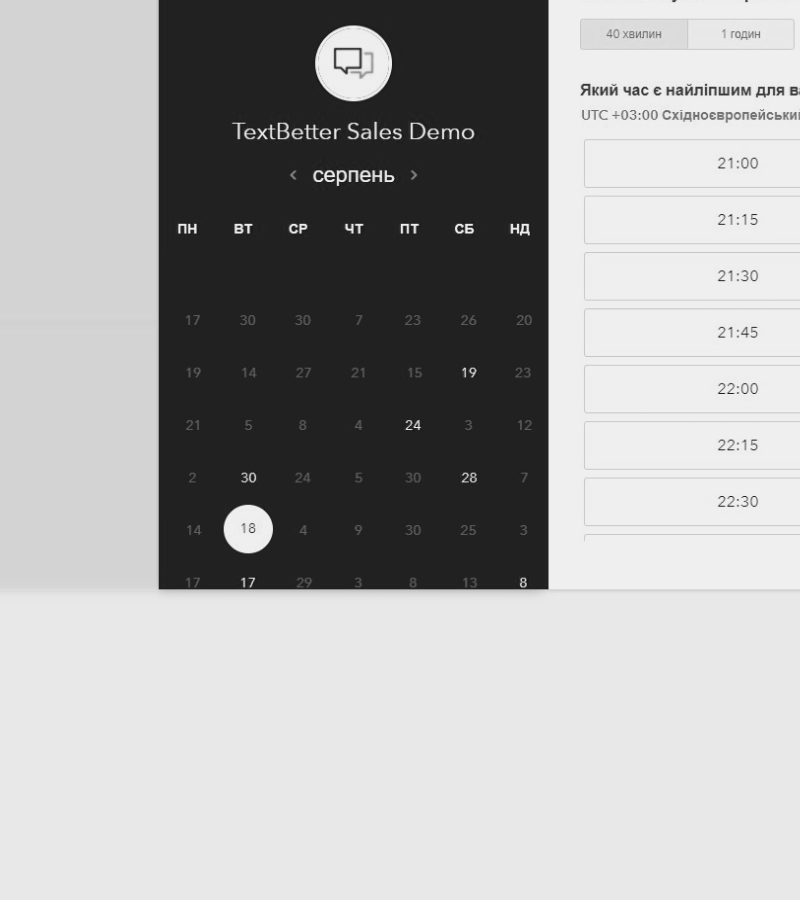 40 хвилин 1 годин
TextBetter Sales Demo
серпень
ПН ВТ СР ЧТ ПТ СБ НД
17 30 30 7 23 26 20
19 14 27 21 15 19 23
21 5 8 4 24 3 12
2 30 24 5 30 28 7
14 18 4 9 30 25 3
17 17 29 3 8 13 8
Який час є найліпшим для
UTC +03:00
21:00
21:15
21:30
21:45
22:00
22:15
22:30